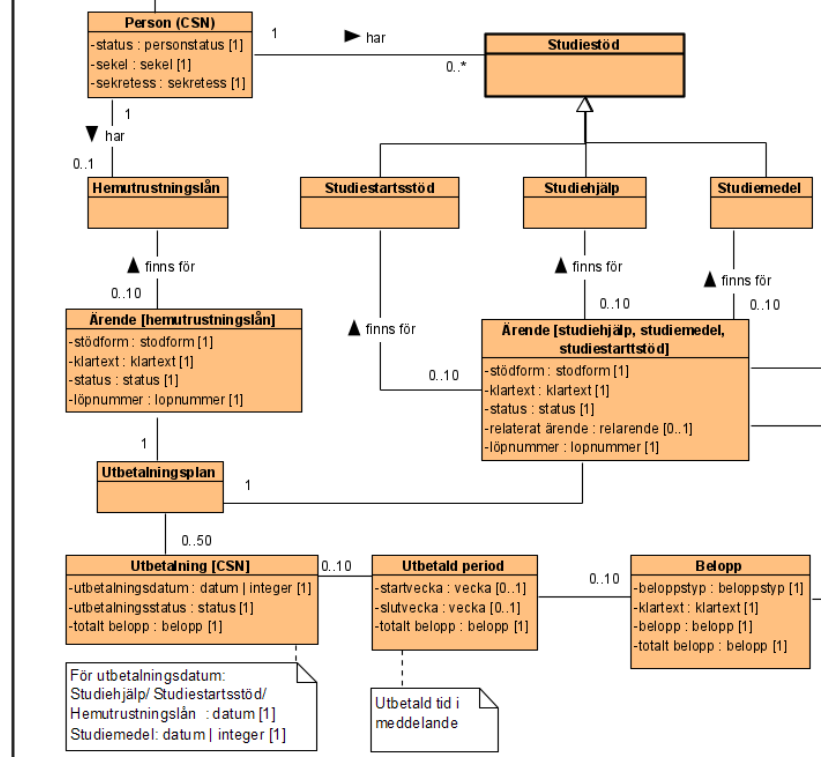 Person (CSN)
-status : personstatus [1]
-sekel : sekel [1]
-sekretess : sekretess [1]
1
har
0..*
Studiestöd
1
har
0..1
Hemutrustningslån
Studiestartsstöd
Studiehjälp
Studiemedel
finns för
0..10
finns för
0..10
finns för
0..10
finns för
0..10
Ärende [hemutrustningslån]
-stödform : stodform [1]
-klartext : klartext [1]
-status : status [1]
-löpnummer : lopnummer [1]
Ärende [studiehjälp, studiemedel,
studiestarttstöd]
-stödform : stodform [1]
-klartext : klartext [1]
-status : status [1]
-relaterat ärende : relarende [0..1]
-löpnummer : lopnummer [1]
1
Utbetalningsplan
1
0..50
Utbetalning [CSN]
-utbetalningsdatum : datum | integer [1]
-utbetalningsstatus : status [1]
-totalt belopp : belopp [1]
0..10
Utbetald period
-startvecka : vecka [0..1]
-slutvecka : vecka [0..1]
-totalt belopp : belopp [1]
0..10
Belopp
-beloppstyp : beloppstyp [1]
-klartext : klartext [1]
-belopp : belopp [1]
-totalt belopp : belopp [1]
För utbetalningsdatum:
Studiehjälp/ Studiestartsstöd/
Hemutrustningslån : datum [1]
Studiemedel: datum | integer [1]
Utbetald tid i
meddelande